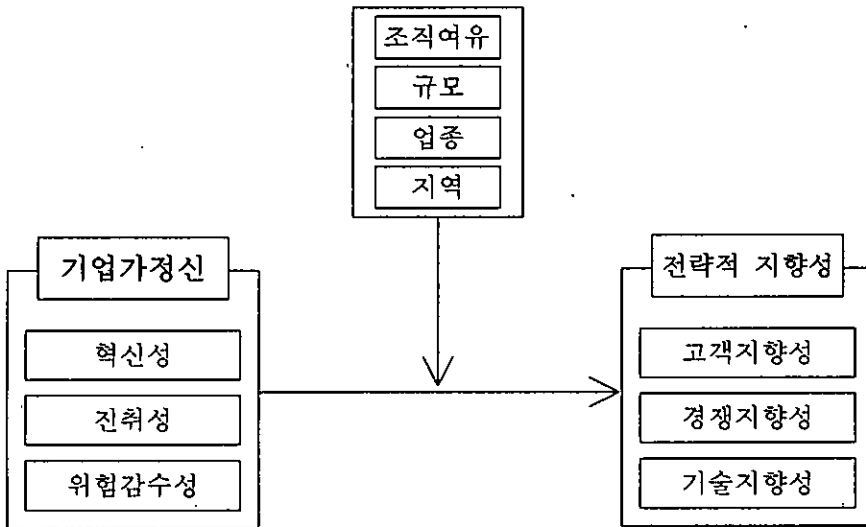 조직여유
규모
업종
지역
기업가정신
혁신성
진취성
위험감수성
전략적 지향성
고객지향성
경쟁지향성
기술지향성